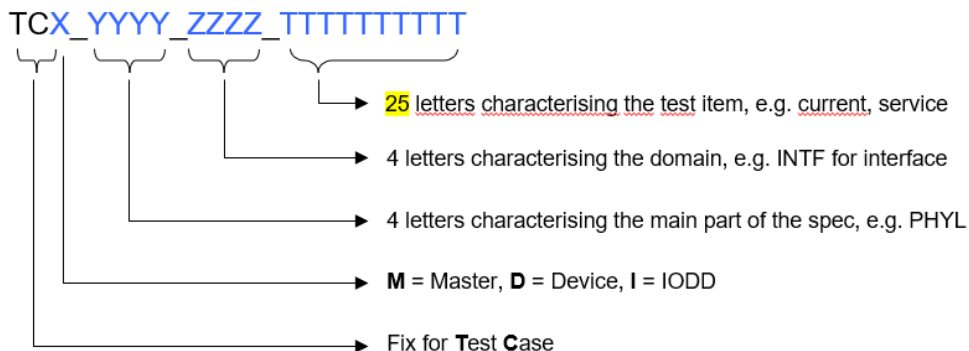 TCX_YYYY_ZZZZ_TTTTTTTTTT
25 letters characterising the test item, e.g. current, service
4 letters characterising the domain, e.g. INTF for interface
4 letters characterising the main part of the spec, e.g. PHYL
M = Master, D = Device, I = IODD
Fix for Test Case